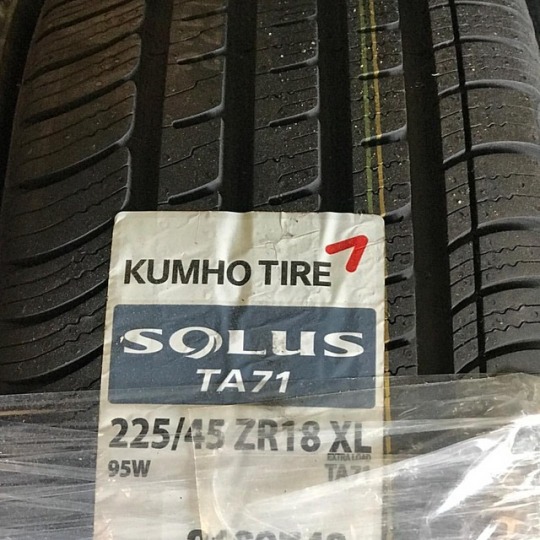 KUMHO TIRE
SOLUS
TA71
225/45 ZR18 XL
EXTRA LOAD
95W TA71